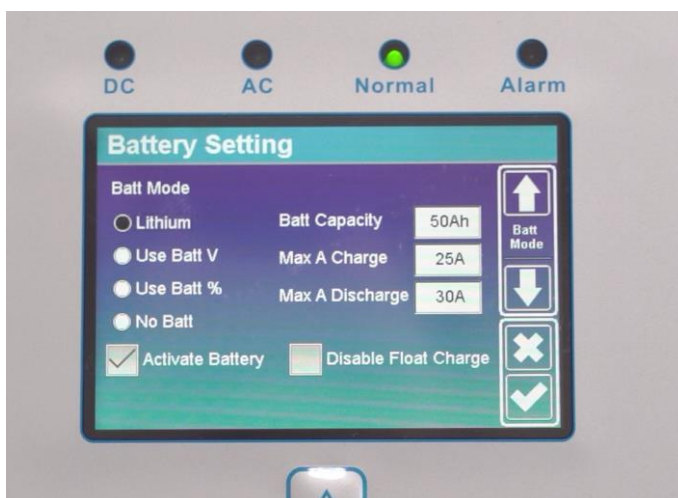 DC AC Normal Alarm
Battery Setting
Batt Mode
Lithium Batt Capacity 50Ah
Use Batt V Max A Charge 25A
Use Batt % Max A Discharge 30A
No Batt
Activate Battery Disable Float Charge
Batt
Mode